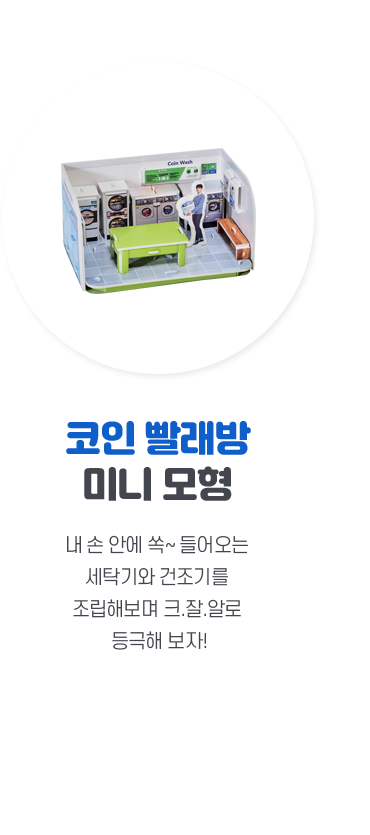 Coin Wash
코인 빨래방
미니 모형
내 손 안에 쏙~ 들어오는
세탁기와 건조기를
조립해보며 크.잘.알로
등극해 보자!